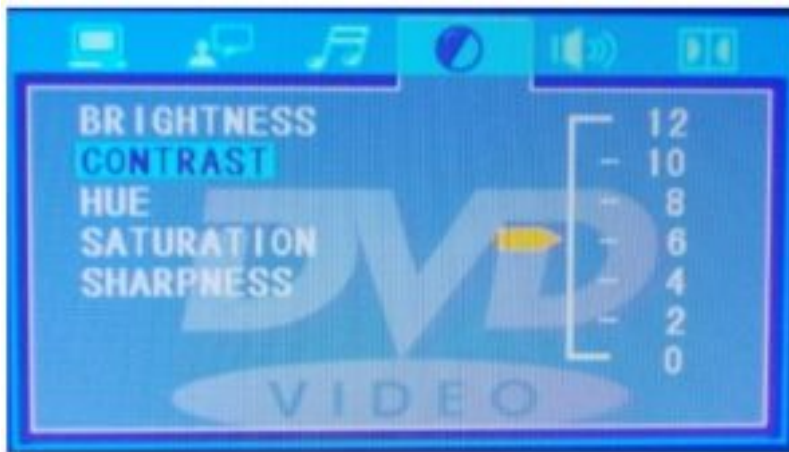 BRIGHTNESS 12
CONTRAST 10
HUE 8
SATURATION 6
SHARPNESS 4
2
0
DVD
VIDEO